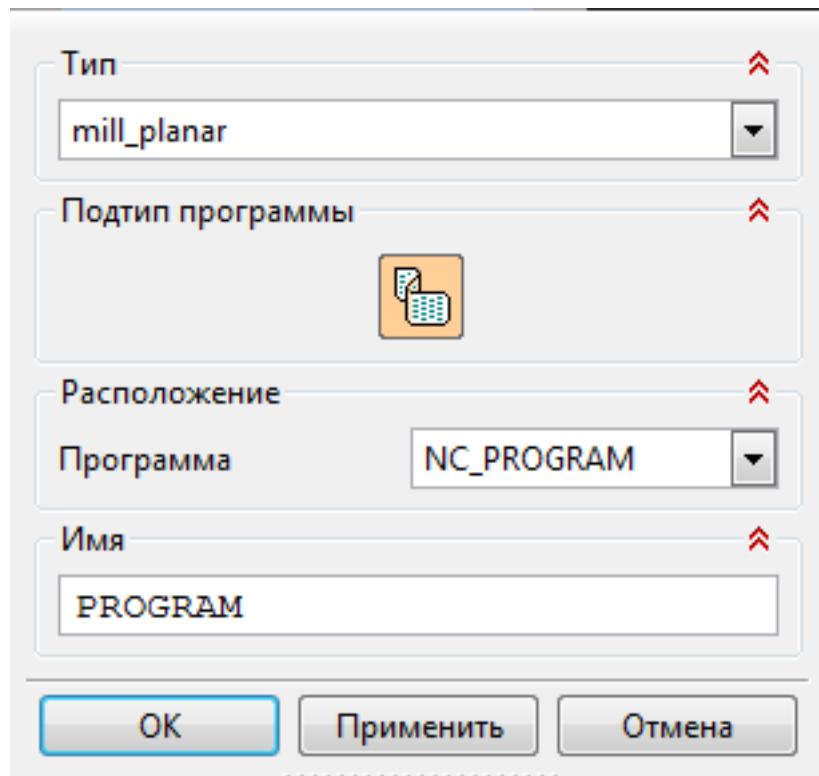 Тип
mill_planar
Подтип программы
Расположение
Программа NC_PROGRAM
Имя
PROGRAM
OK Применить Отмена